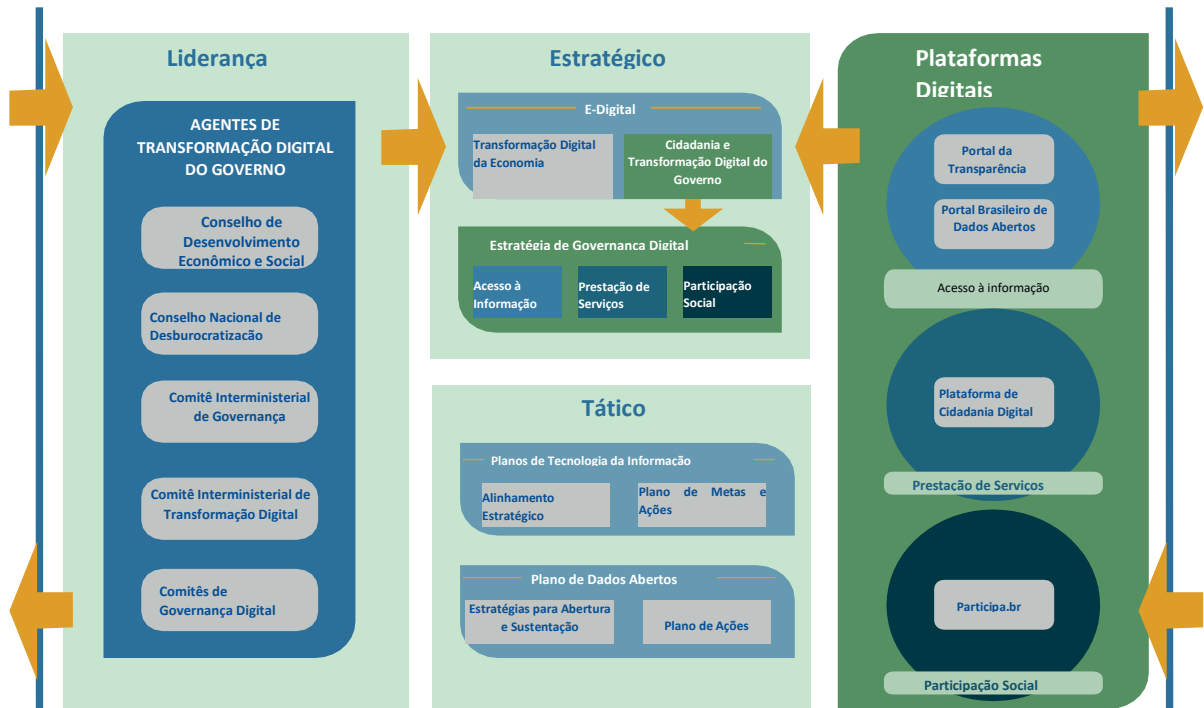 Liderança
AGENTES DE
TRANSFORMAÇÃO DIGITAL
DO GOVERNO
Conselho de
Desenvolvimento
Econômico e Social
Conselho Nacional de
Desburocratizacão
Comitê Interministerial
de Governança
Comitê Interministerial de
Transformação Digital
Comitês de
Governança Digital
Estratégico
E-Digital
Transformação Digital
da Economia
Cidadania e
Transformação Digital do
Governo
Estratégia de Governanca Digital
Acesso à
Informação
Prestação de
Serviços
Participação
Social
Tático
Planos de Tecnologia da Informação
Alinhamento
Estratégico
Plano de Metas e
Ações
Plano de Dados Abertos
Estratégias para Abertura
e Sustentação
Plano de Ações
Plataformas
Digitais
Portal da
Transparência
Portal Brasileiro de
Dados Abertos
Acesso à informação
Plataforma de
Cidadania Digital
Prestação de Serviços
Participa.br
Participação Social